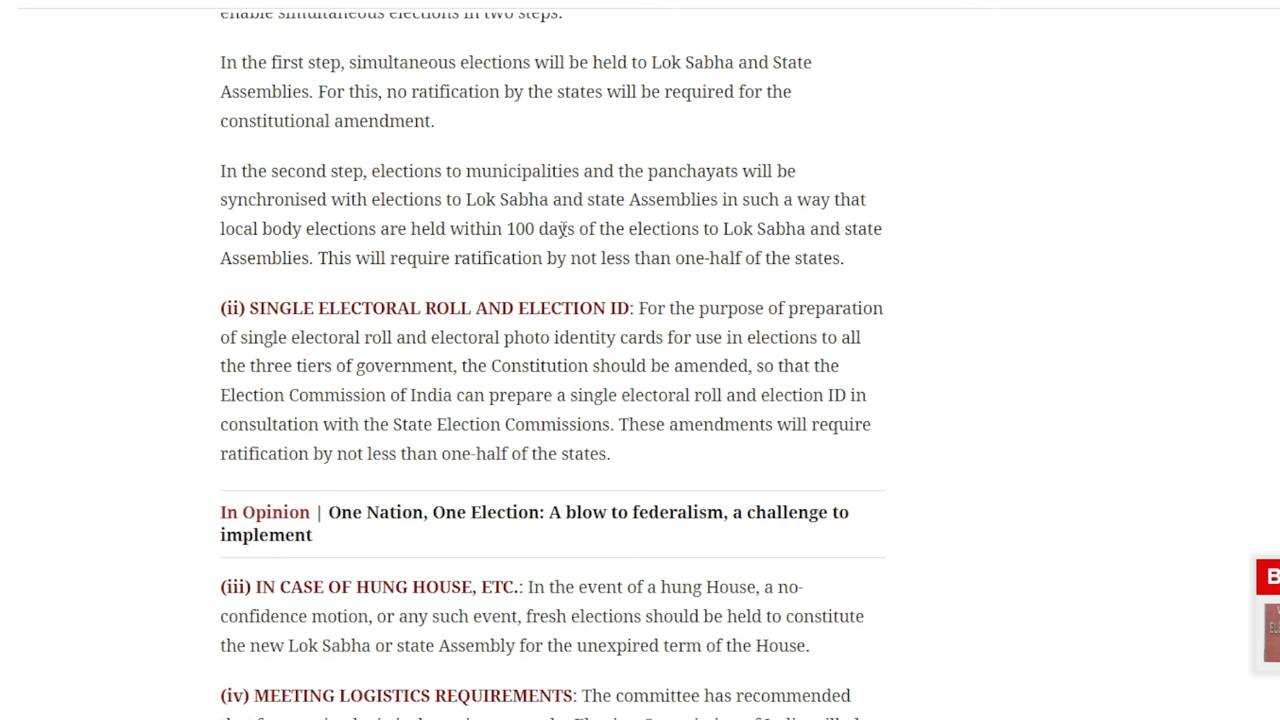 enable simultaneous elections in two steps.
In the first step, simultaneous elections will be held to Lok Sabha and State
Assemblies. For this, no ratification by the states will be required for the
constitutional amendment.
In the second step, elections to municipalities and the panchayats will be
synchronised with elections to Lok Sabha and state Assemblies in such a way that
local body elections are held within 100 days of the elections to Lok Sabha and state
Assemblies. This will require ratification by not less than one-half of the states.
(ii) SINGLE ELECTORAL ROLL AND ELECTION ID: For the purpose of preparation
of single electoral roll and electoral photo identity cards for use in elections to all
the three tiers of government, the Constitution should be amended, so that the
Election Commission of India can prepare a single electoral roll and election ID in
consultation with the State Election Commissions. These amendments will require
ratification by not less than one-half of the states.
In Opinion | One Nation, One Election: A blow to federalism, a challenge to
implement
(iii) IN CASE OF HUNG HOUSE, ETC.: In the event of a hung House, a no-
confidence motion, or any such event, fresh elections should be held to constitute
the new Lok Sabha or state Assembly for the unexpired term of the House.
(iv) MEETING LOGISTICS REQUIREMENTS: The committee has recommended